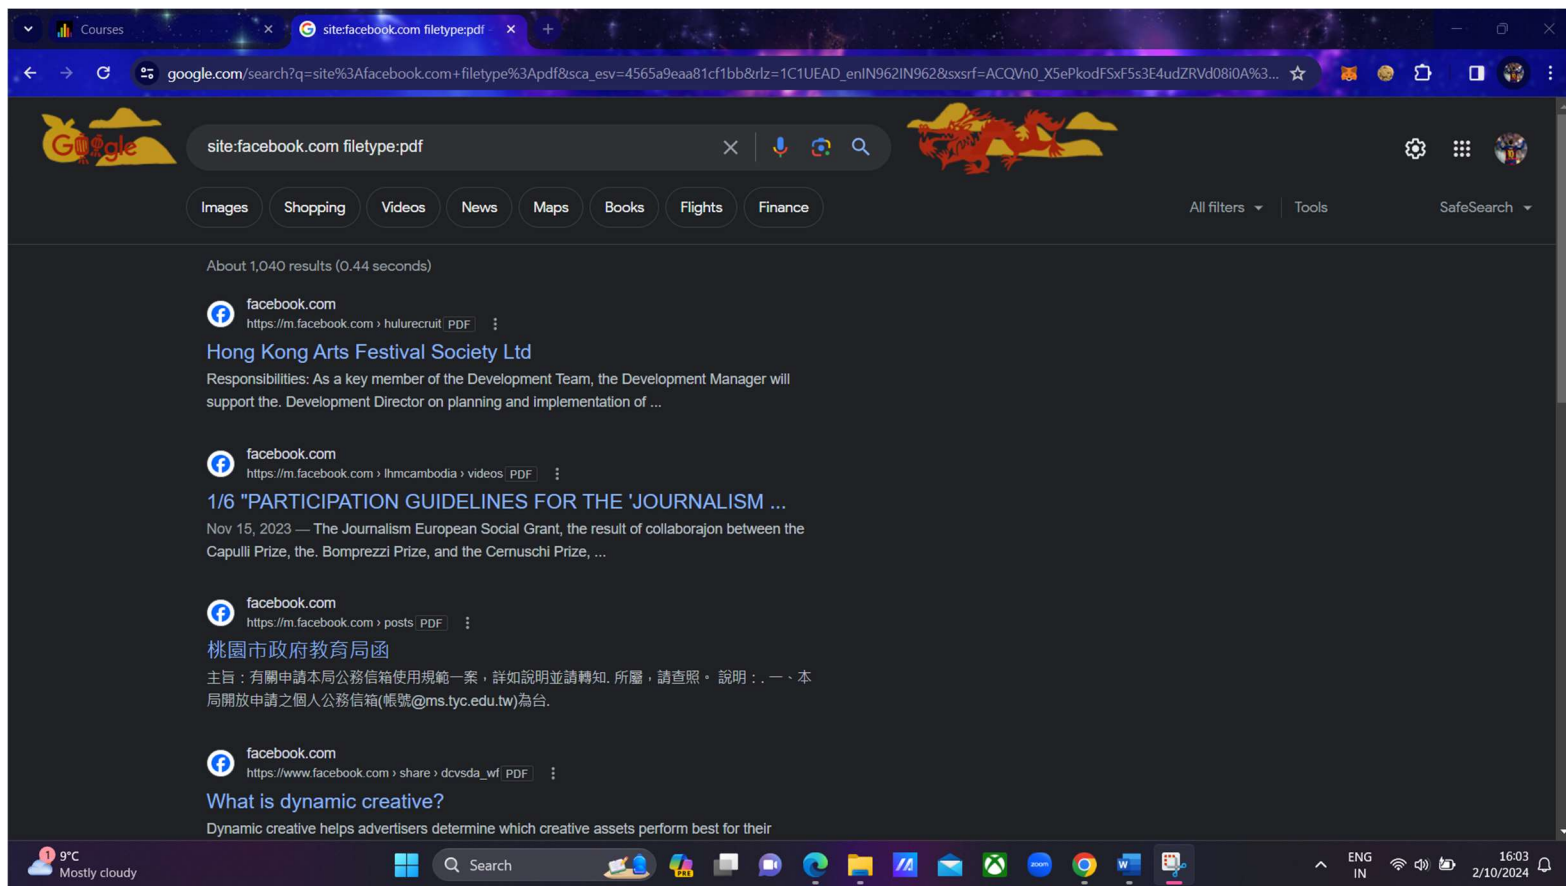 Courses
site:facebook.com filetype:pdf
google.com/search?q=site%3Afacebook.com+filetype%3Apdf&sca_esv=4565a9eaa81cf1bb&rlz=1C1UEAD_enIN962IN962&sxsrf=ACQVn0_X5ePkodFSxF5s3E4udZRVd08i0A%3...
Google
site:facebook.com filetype:pdf
Images
Shopping
Videos
News
Maps
Books
Flights
Finance
All filters
Tools
SafeSearch
About 1,040 results (0.44 seconds)
facebook.com
https://m.facebook.com › hulurecruit PDF
Hong Kong Arts Festival Society Ltd
Responsibilities: As a key member of the Development Team, the Development Manager will
support the. Development Director on planning and implementation of ...
facebook.com
https://m.facebook.com › lhmcambodia › videos PDF
1/6 "PARTICIPATION GUIDELINES FOR THE 'JOURNALISM ...
Nov 15, 2023 — The Journalism European Social Grant, the result of collaborajon between the
Capulli Prize, the. Bomprezzi Prize, and the Cernuschi Prize, ...
facebook.com
https://m.facebook.com › posts PDF
桃園市政府教育局函
主旨：有關申請本局公務信箱使用規範一案，詳如說明並請轉知. 所屬，請查照。 說明：. 一、本
局開放申請之個人公務信箱(帳號@ms.tyc.edu.tw)為台.
facebook.com
https://www.facebook.com › share › dcvsda_wf PDF
What is dynamic creative?
Dynamic creative helps advertisers determine which creative assets perform best for their
1
9°C
Mostly cloudy
Search
PRE
zoom
ENG
IN
16:03
2/10/2024